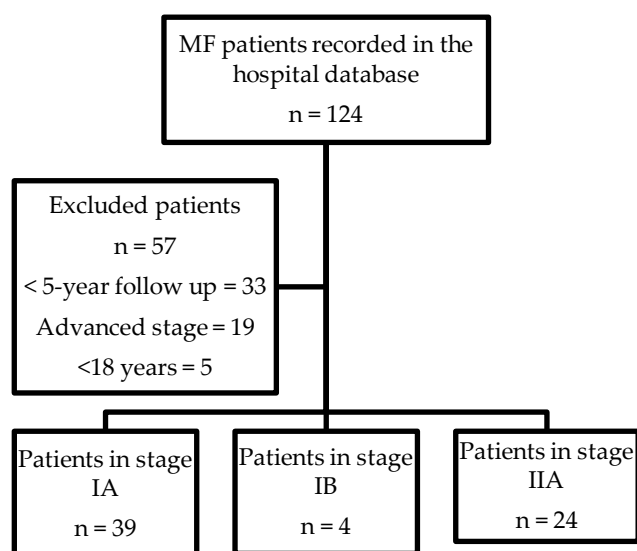 MF patients recorded in the
hospital database
n = 124
Excluded patients
n = 57
< 5-year follow up = 33
Advanced stage = 19
<18 years = 5
Patients in stage
IA
n = 39
Patients in stage
IB
n = 4
Patients in stage
IIA
n = 24